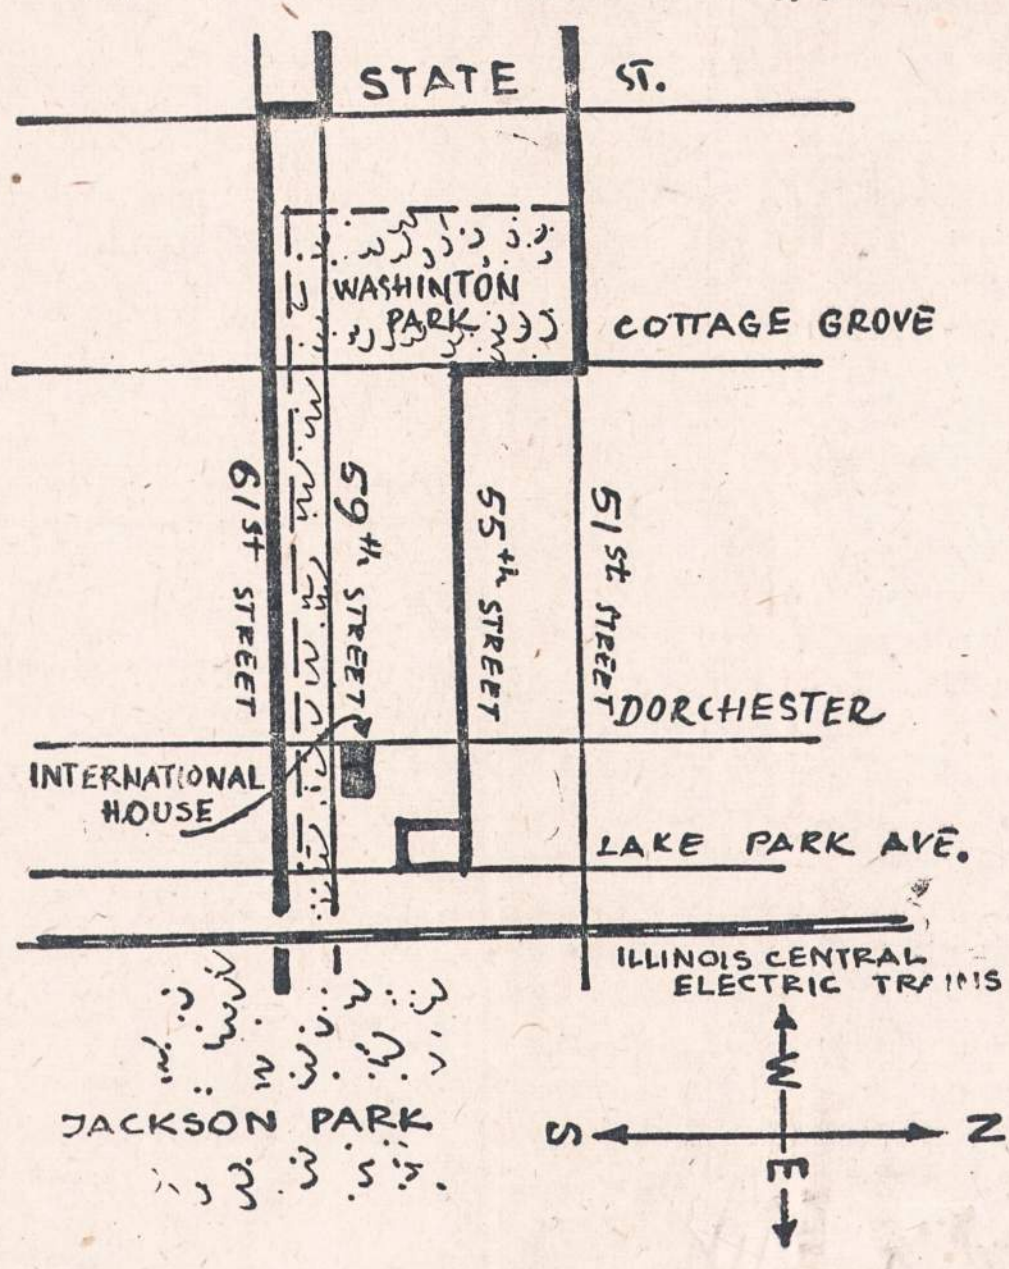 STATE ST.
WASHINTON
PARK
COTTAGE GROVE
61st STREET
59th STREET
55th STREET
51st STREET
DORCHESTER
INTERNATIONAL
HOUSE
LAKE PARK AVE.
ILLINOIS CENTRAL
ELECTRIC TRAINS
JACKSON PARK
W
S
N
E